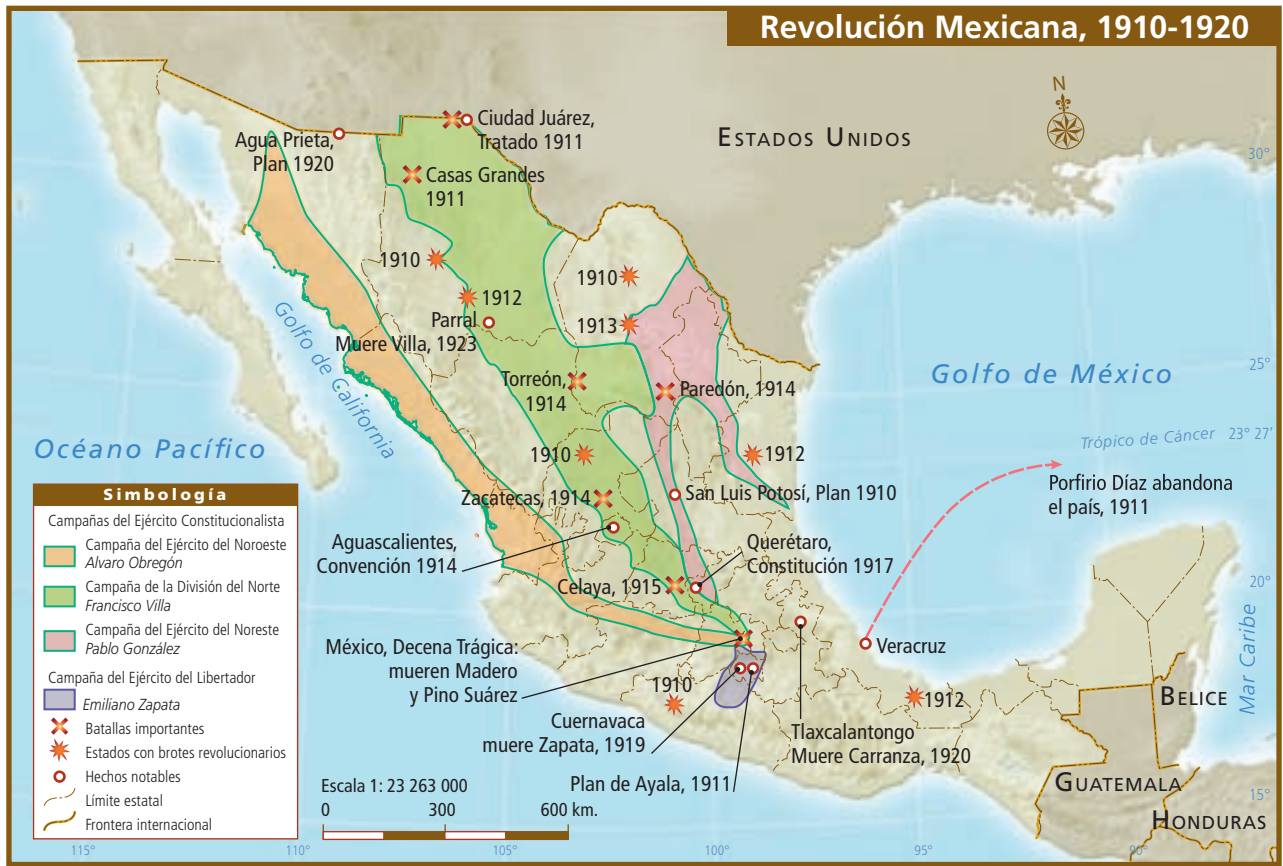 Revolución Mexicana, 1910-1920
N
ESTADOS UNIDOS
30°
Agua Prieta,
Plan 1920
Ciudad Juárez,
Tratado 1911
Casas Grandes
1911
1910
1910
1912
1913
Parral
Muere Villa, 1923
Golfo de California
25°
Golfo de México
Torreón,
1914
Paredón, 1914
Océano Pacífico
Trópico de Cáncer 23° 27'
1910
1912
Porfirio Díaz abandona
el país, 1911
Zacatecas, 1914
San Luis Potosí, Plan 1910
Aguascalientes,
Convención 1914
Querétaro,
Constitución 1917
Celaya, 1915
20°
Mar Caribe
México, Decena Trágica:
mueren Madero
y Pino Suárez
Veracruz
1910
1912
BELICE
Cuernavaca
muere Zapata, 1919
Tlaxcalantongo
Muere Carranza, 1920
Plan de Ayala, 1911
GUATEMALA
15°
HONDURAS
Simbología
Campañas del Ejército Constitucionalista
Campaña del Ejército del Noroeste
Alvaro Obregón
Campaña de la División del Norte
Francisco Villa
Campaña del Ejército del Noreste
Pablo González
Campaña del Ejército del Libertador
Emiliano Zapata
Batallas importantes
Estados con brotes revolucionarios
Hechos notables
Límite estatal
Frontera internacional
Escala 1: 23 263 000
0 300 600 km.
115° 110° 105° 100° 95° 90°